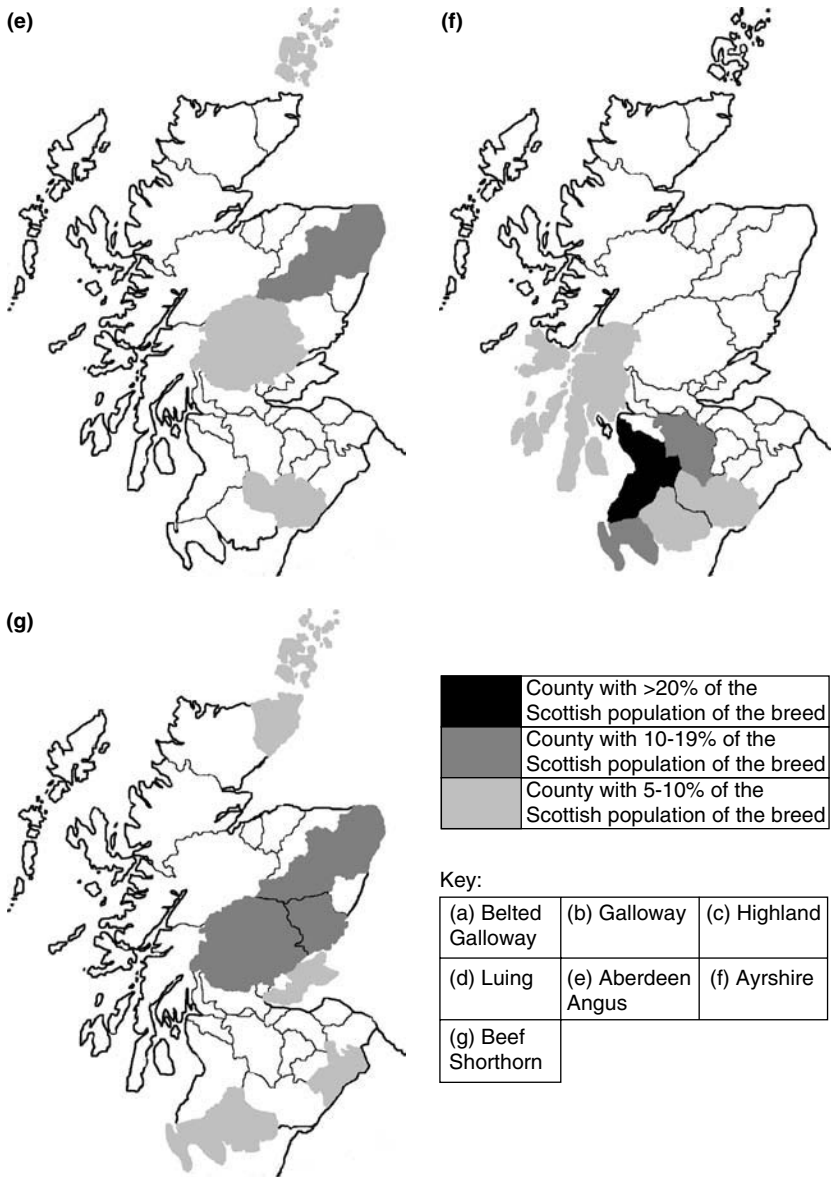 (e)
(f)
(g)
County with >20% of the
Scottish population of the breed
County with 10-19% of the
Scottish population of the breed
County with 5-10% of the
Scottish population of the breed
Key:
(a) Belted
Galloway
(b) Galloway
(c) Highland
(d) Luing
(e) Aberdeen
Angus
(f) Ayrshire
(g) Beef
Shorthorn